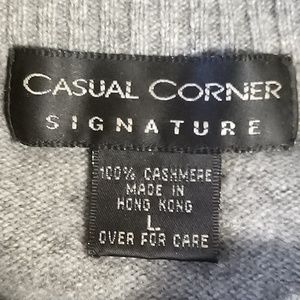 CASUAL CORNER
SIGNATURE
100% CASHMERE
MADE IN
HONG KONG
L
OVER FOR CARE